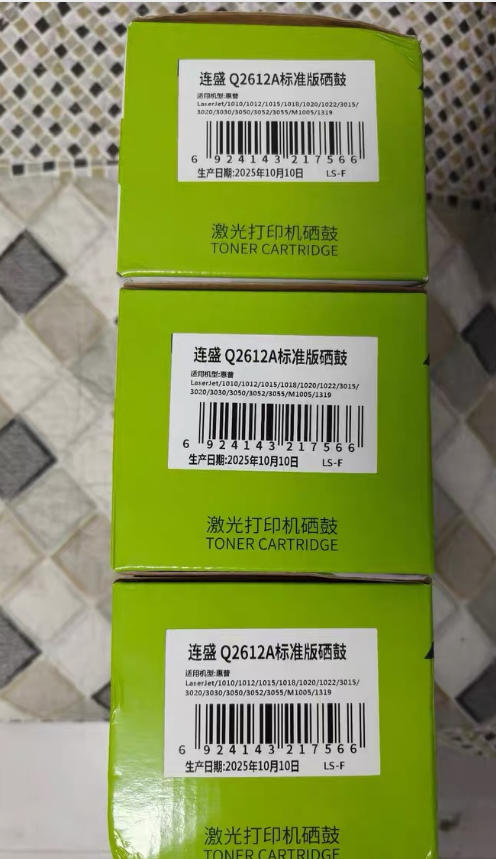 连盛 Q2612A标准版硒鼓
适用机型:惠普
LaserJet/1010/1012/1015/1018/1020/1022/3015/
3020/3030/3050/3052/3055/M1005/1319
6 924143 217566
生产日期:2025年10月10日 LS-F
激光打印机硒鼓
TONER CARTRIDGE
连盛 Q2612A标准版硒鼓
适用机型:惠普
LaserJet/1010/1012/1015/1018/1020/1022/3015/
3020/3030/3050/3052/3055/M1005/1319
6 924143 217566
生产日期:2025年10月10日 LS-F
激光打印机硒鼓
TONER CARTRIDGE
连盛 Q2612A标准版硒鼓
适用机型:惠普
LaserJet/1010/1012/1015/1018/1020/1022/3015/
3020/3030/3050/3052/3055/M1005/1319
6 924143 217566
生产日期:2025年10月10日 LS-F
激光打印机硒鼓
TONER CARTRIDGE